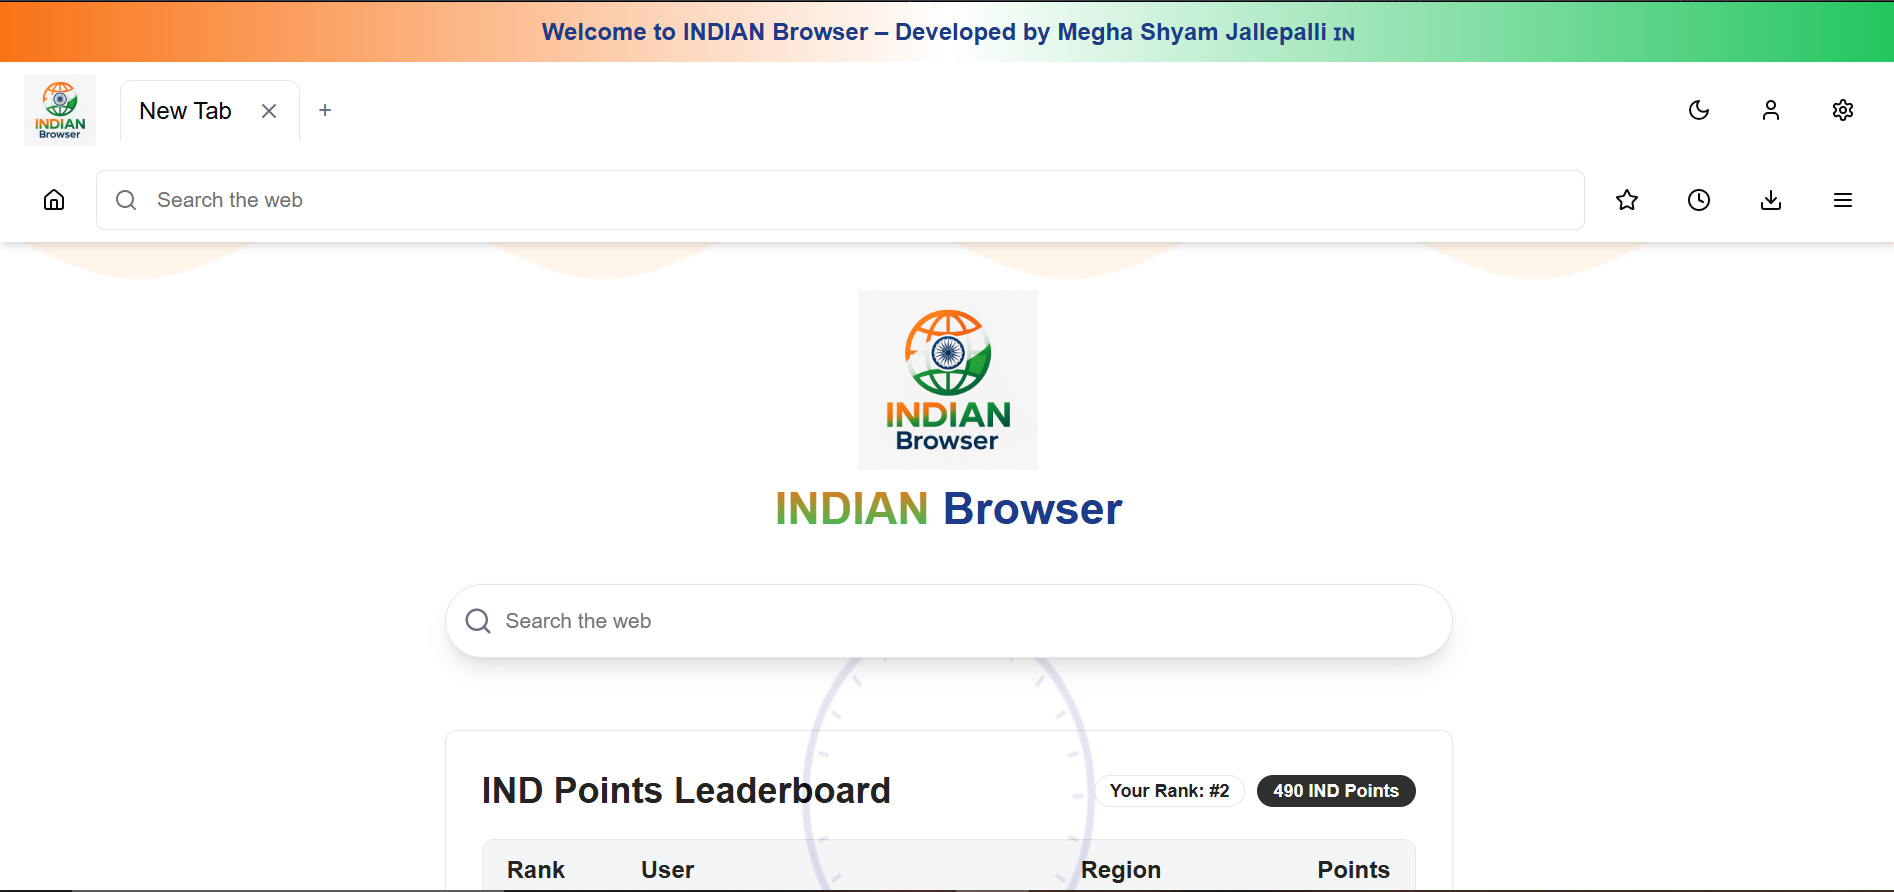 Welcome to INDIAN Browser – Developed by Megha Shyam Jallepalli IN
INDIAN
Browser
New Tab
Search the web
INDIAN
Browser
INDIAN Browser
Search the web
IND Points Leaderboard
Your Rank: #2
490 IND Points
Rank User Region Points